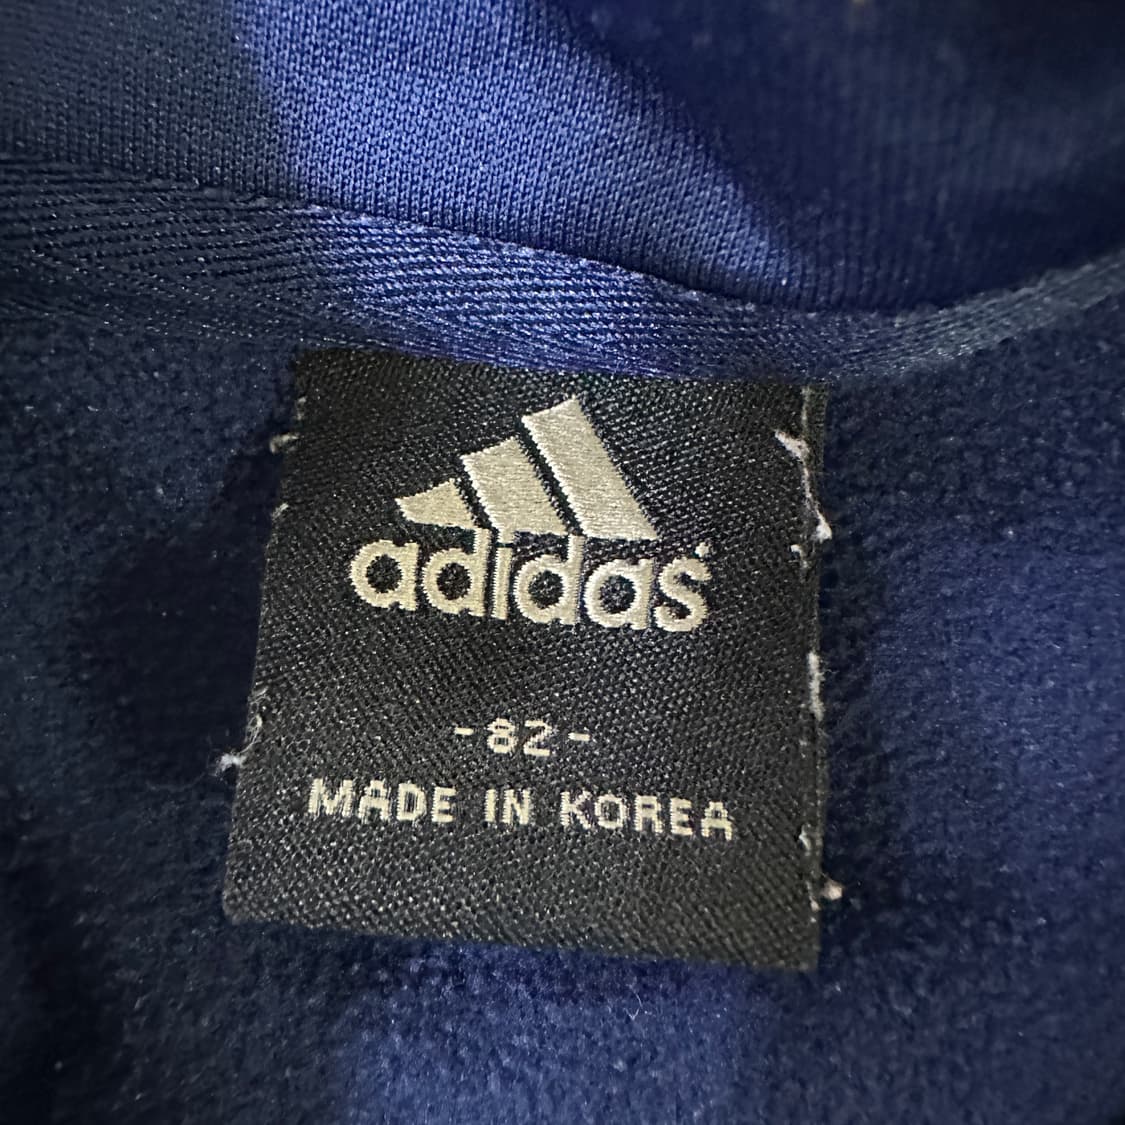 adidas
-82-
MADE IN KOREA